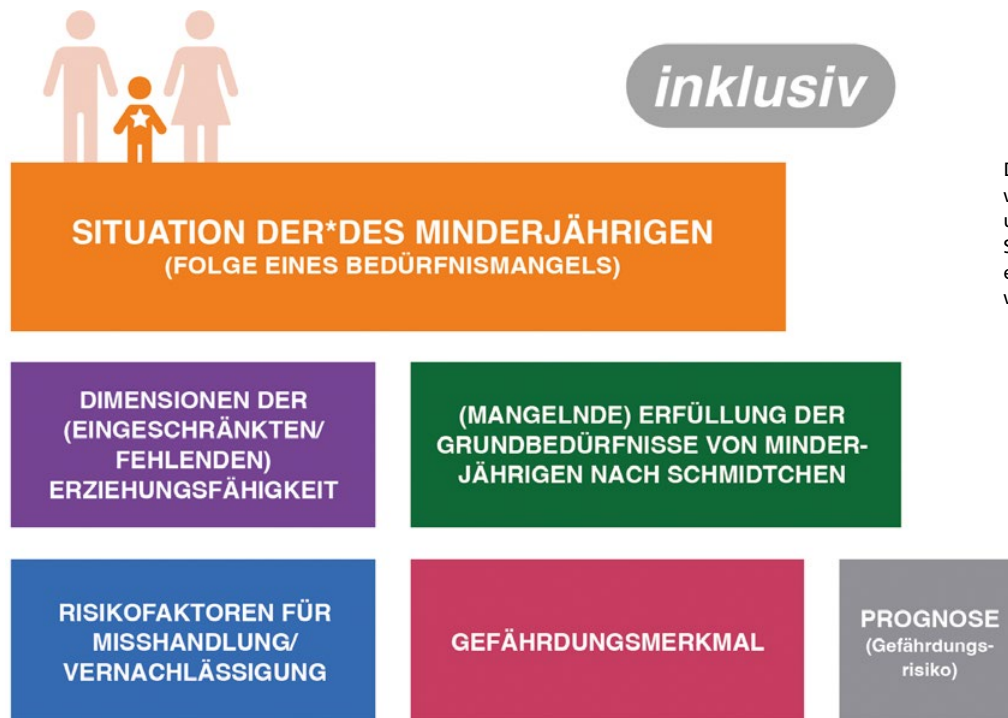 inklusiv
SITUATION DER*DES MINDERJÄHRIGEN
(FOLGE EINES BEDÜRFNISMANGELS)
DIMENSIONEN DER
(EINGESCHRÄNKTEN/
FEHLENDEN)
ERZIEHUNGSFÄHIGKEIT
(MANGELNDE) ERFÜLLUNG DER
GRUNDBEDÜRFNISSE VON MINDER-
JÄHRIGEN NACH SCHMIDTCHEN
RISIKOFAKTOREN FÜR
MISSHANDLUNG/
VERNACHLÄSSIGUNG
GEFÄHRDUNGSMERKMAL
PROGNOSE
(Gefährdungs-
risiko)